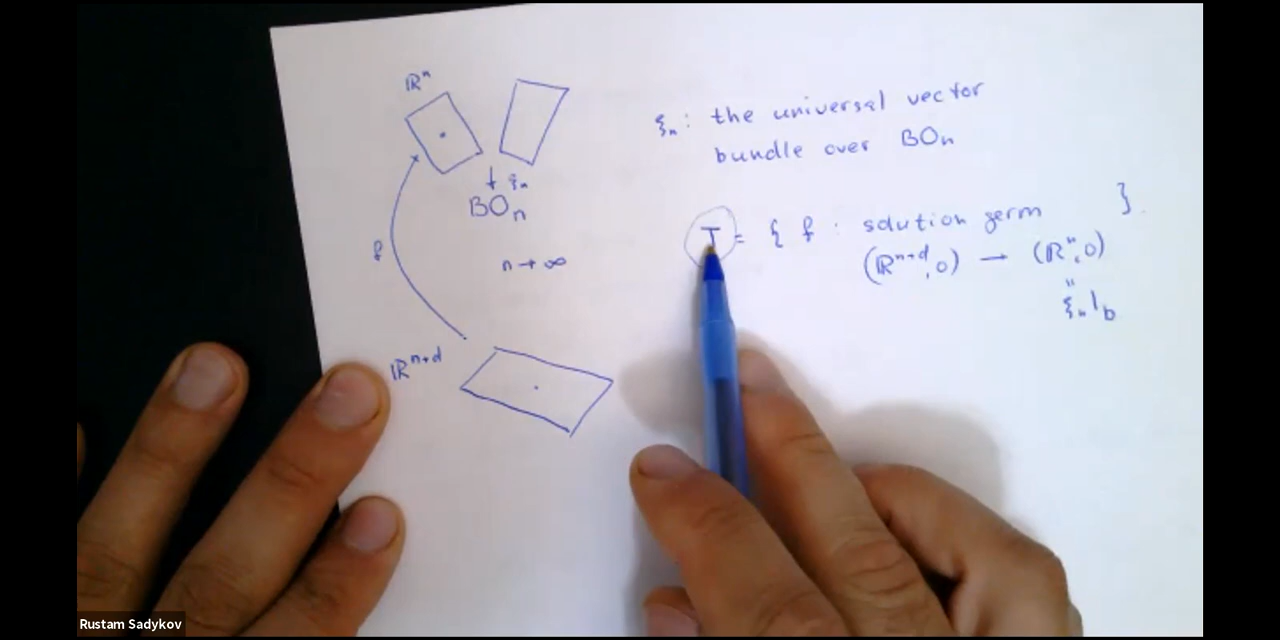 ℝⁿ
ξₙ: the universal vector
bundle over BOₙ
↓ ξₙ
BOₙ
T = { f : solution germ }.
(ℝⁿ⁺ᵈ, 0) → (ℝⁿ, 0)
f
n → ∞
"
ξₙ|b
ℝⁿ⁺ᵈ
Rustam Sadykov